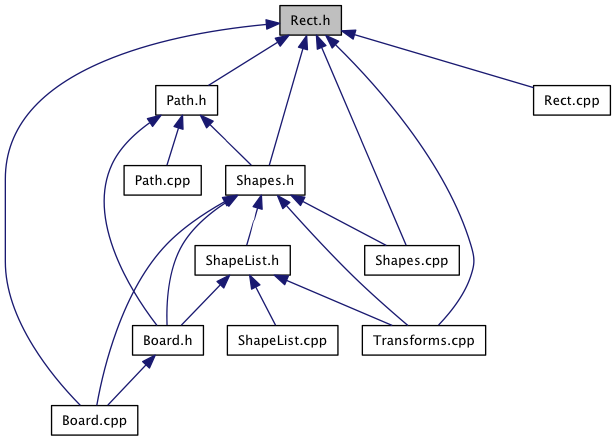 Rect.h
Path.h
Rect.cpp
Path.cpp
Shapes.h
ShapeList.h
Shapes.cpp
Board.h
ShapeList.cpp
Transforms.cpp
Board.cpp